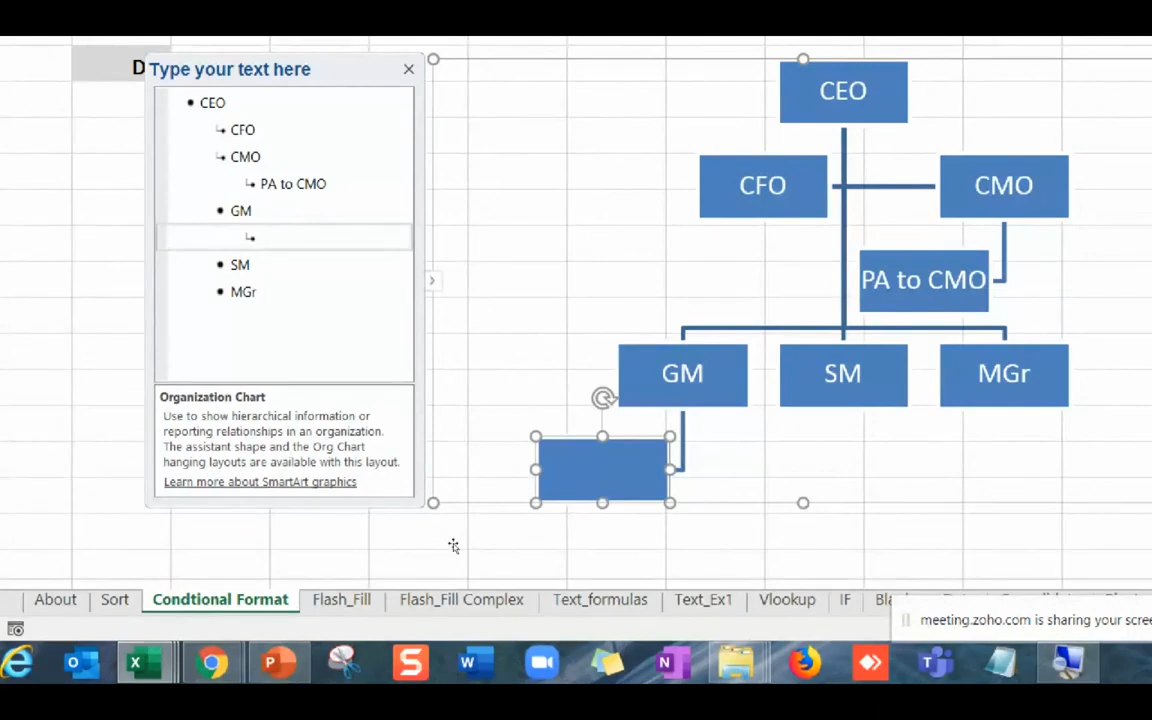 D
Type your text here
CEO
CFO
CMO
PA to CMO
GM
SM
MGr
Organization Chart
Use to show hierarchical information or
reporting relationships in an organization.
The assistant shape and the Org Chart
hanging layouts are available with this layout.
Learn more about SmartArt graphics
CEO
CFO
CMO
PA to CMO
GM
SM
MGr
About
Sort
Condtional Format
Flash_Fill
Flash_Fill Complex
Text_formulas
Text_Ex1
Vlookup
IF
meeting.zoho.com is sharing your scree